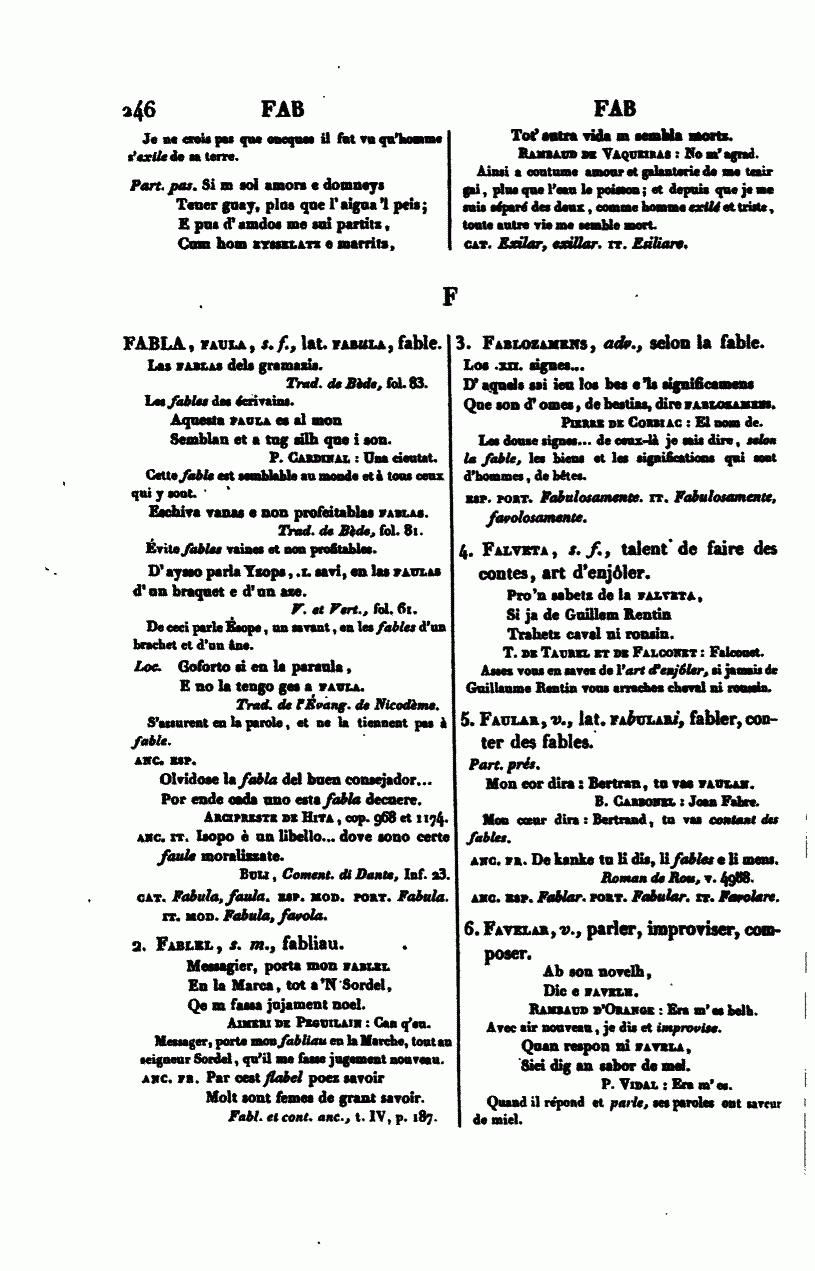 246 FAB FAB
Je ne crois pas que oncques il fut vu qu'homme
s'exile de sa terre.
Part. pas. Si m sol amors e domneys
Tener guay, plus que l'aigua 'l peis;
E pus d'amdos me sui partitz,
Cum hom EYSSELATZ e marritz,
Tot' autra vida m sembla mortz.
RAMBAUD DE VAQUEIRAS : No m'agrad.
Ainsi a coutume amour et galanterie de me tenir
gai, plus que l'eau le poisson; et depuis que je me
suis séparé des deux, comme homme exilé et triste,
toute autre vie me semble mort.
CAT. Exilar, exillar. IT. Esiliare.
F
FABLA, FAULA, s. f., lat. FABULA, fable.
Las FABLAS dels gramazis.
Trad. de Bède, fol. 83.
Les fables des écrivains.
Aquesta FAULA es al mon
Semblan et a tug silh que i son.
P. CARDINAL : Una cieutat.
Cette fable est semblable au monde et à tous ceux
qui y sont.
Eschiva vanas e non profeitablas FABLAS.
Trad. de Bède, fol. 81.
Évite fables vaines et non profitables.
D'aysso parla Ysops, .I. savi, en las FAULAS
d'un braquet e d'un aze.
V. et Vert., fol. 61.
De ceci parle Ésope, un savant, en les fables d'un
brachet et d'un âne.
Loc. Goforto si en la paraula,
E no la tengo ges a FAULA.
Trad. de l'Évang. de Nicodème.
S'assurent en la parole, et ne la tiennent pas à
fable.
ANC. ESP.
Olvidose la fabla del buen consejador...
Por ende cada uno esta fabla decuere.
ARCIPRESTE DE HITA, cop. 968 et 1174.
ANC. IT. Isopo è un libello... dove sono certe
faule moralizzate.
BULI, Coment. di Dante, Inf. 23.
CAT. Fabula, faula. ESP. MOD. PORT. Fabula.
IT. MOD. Fabula, favola.
2. FABLEL, s. m., fabliau.
Messagier, porta mon FABLEL
En la Marca, tot a 'N Sordel,
Qe m fassa jujament noel.
AIMERI DE PEGUILAIN : Can q'eu.
Messager, porte mon fabliau en la Marche, tout au
seigneur Sordel, qu'il me fasse jugement nouveau.
ANC. FR. Par cest flabel poez savoir
Molt sont femes de grant savoir.
Fabl. et cont. anc., t. IV, p. 187.
3. FABLOZAMENS, adv., selon la fable.
Los .XII. signes...
D'aquels sai ieu los bes e 'ls significamens
Que son d'omes, de bestias, dire FABLOZAMENS.
PIERRE DE CORBIAC : El nom de.
Les douze signes... de ceux-là je sais dire, selon
la fable, les biens et les significations qui sont
d'hommes, de bêtes.
ESP. PORT. Fabulosamente. IT. Fabulosamente,
favolosamente.
4. FALVETA, s. f., talent de faire des
contes, art d'enjôler.
Pro'n sabetz de la FALVETA,
Si ja de Guillem Rentin
Trahetz caval ni ronsin.
T. DE TAUREL ET DE FALCONET : Falconet.
Assez vous en savez de l'art d'enjôler, si jamais de
Guillaume Rentin vous arrachez cheval ni roussin.
5. FAULAR, v., lat. FAbULARi, fabler, con-
ter des fables.
Part. prés.
Mon cor dira : Bertran, tu vas FAULAN.
B. CARBONEL : Joan Fabre.
Mon cœur dira : Bertrand, tu vas contant des
fables.
ANC. FR. De kanke tu li dis, li fables e li mens.
Roman de Rou, v. 4988.
ANC. ESP. Fablar. PORT. Fabular. IT. Favolare.
6. FAVELAR, v., parler, improviser, com-
poser.
Ab son novelh,
Dic e FAVELH.
RAMBAUD D'ORANGE : Era m'es belh.
Avec air nouveau, je dis et improvise.
Quan respon ni FAVELA,
Siei dig an sabor de mel.
P. VIDAL : Era m'es.
Quand il répond et parle, ses paroles ont saveur
de miel.